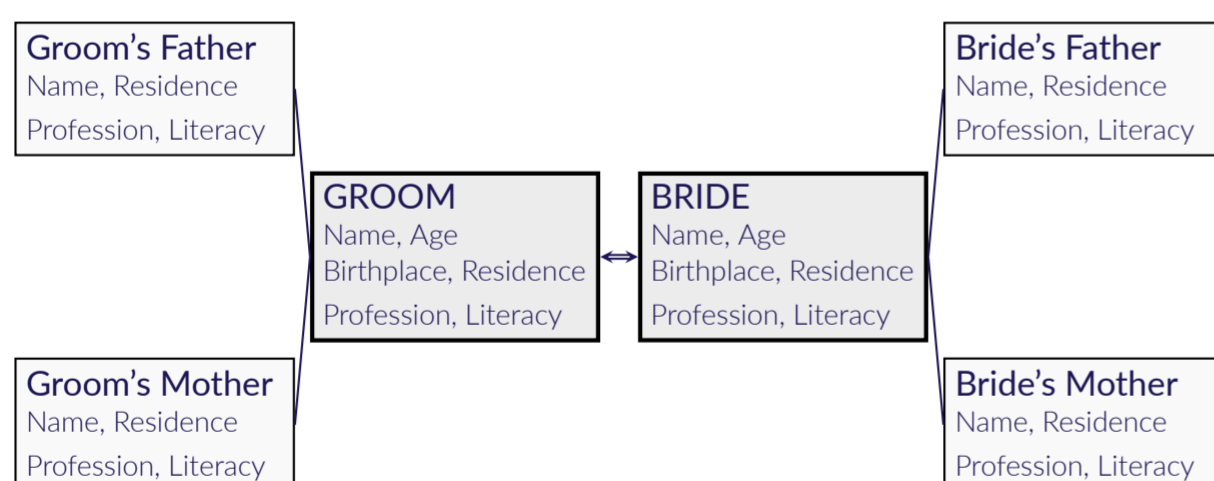 Groom's Father
Name, Residence
Profession, Literacy
Bride's Father
Name, Residence
Profession, Literacy
GROOM
Name, Age
Birthplace, Residence
Profession, Literacy
BRIDE
Name, Age
Birthplace, Residence
Profession, Literacy
Groom's Mother
Name, Residence
Profession, Literacy
Bride's Mother
Name, Residence
Profession, Literacy